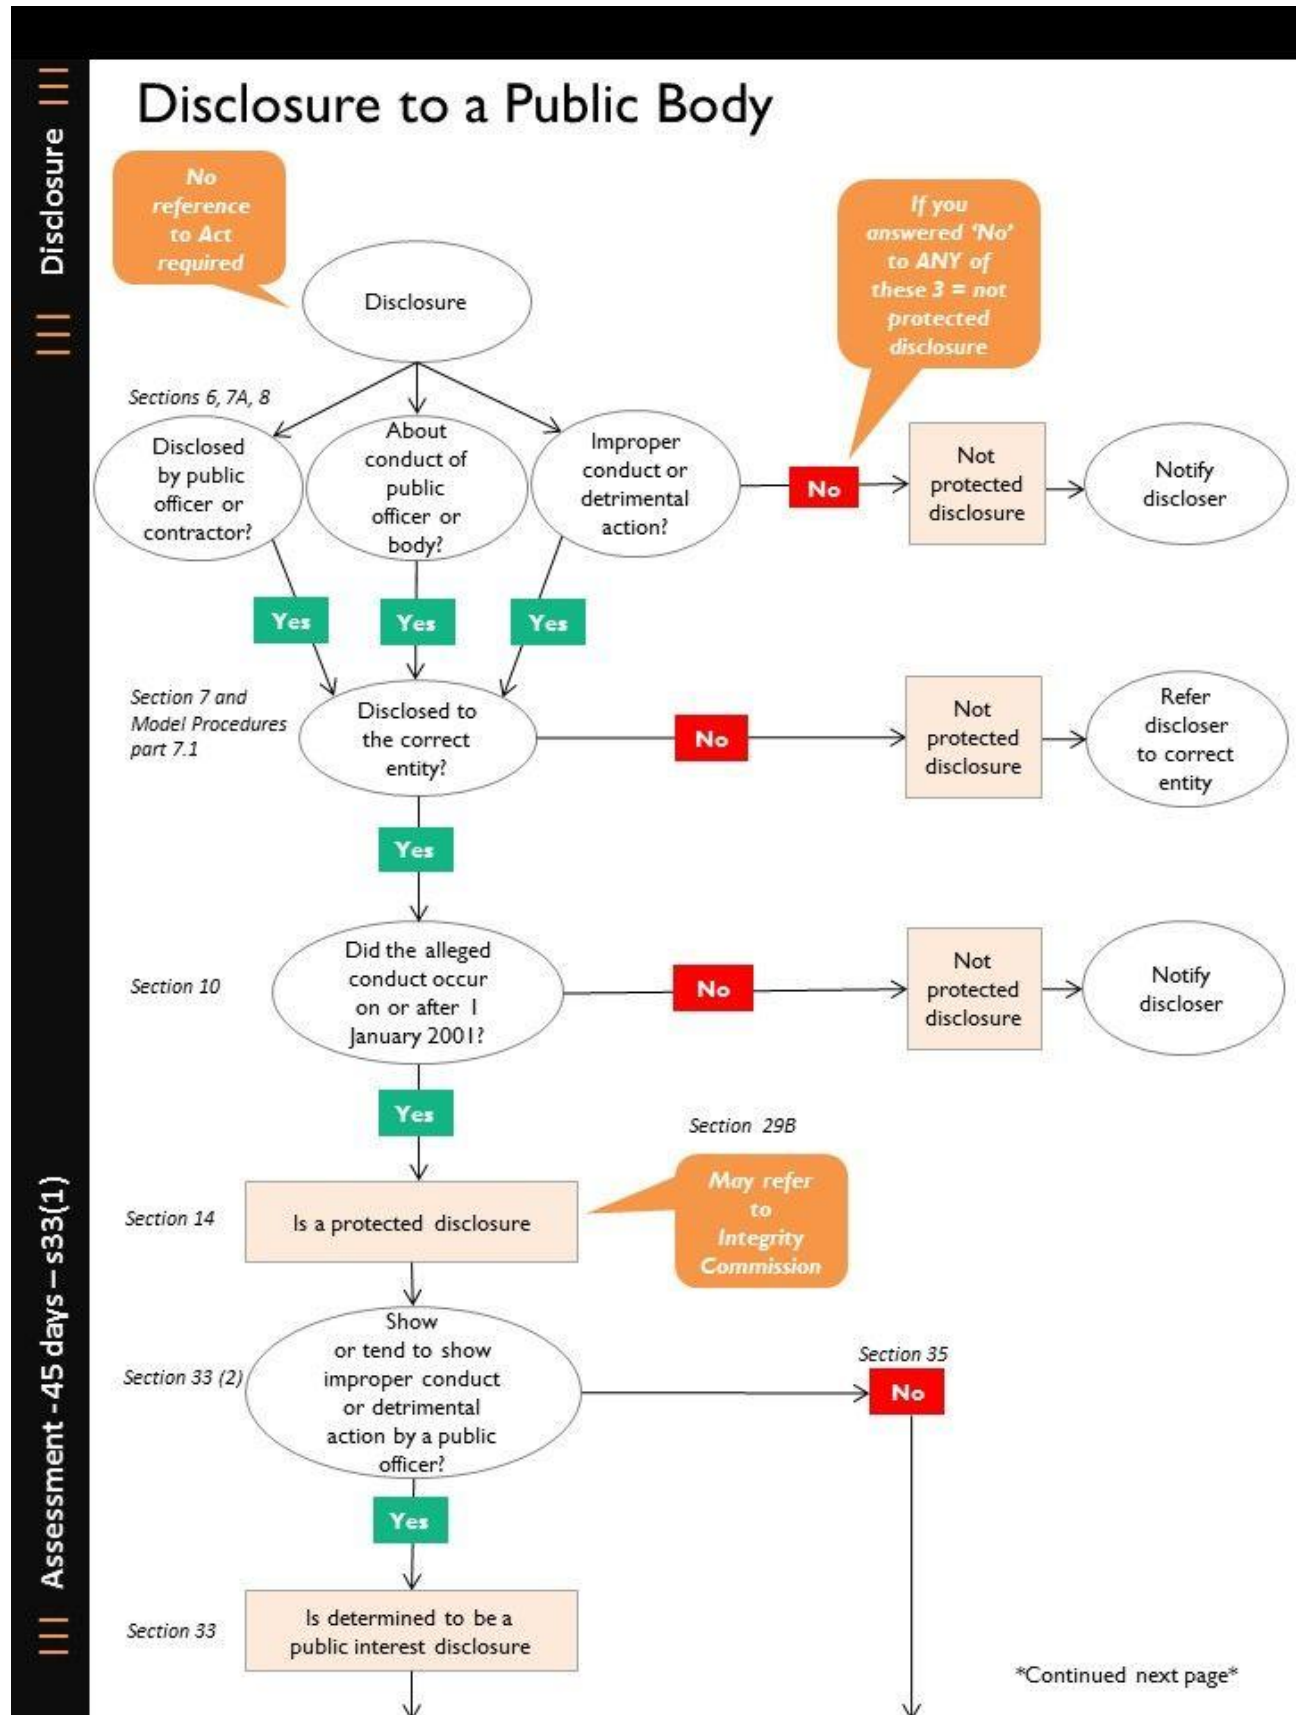 Disclosure
Assessment -45 days – s33(1)
Disclosure to a Public Body
No
reference
to Act
required
If you
answered ‘No’
to ANY of
these 3 = not
protected
disclosure
Disclosure
Sections 6, 7A, 8
Disclosed
by public
officer or
contractor?
About
conduct of
public
officer or
body?
Improper
conduct or
detrimental
action?
No
Not
protected
disclosure
Notify
discloser
Yes
Yes
Yes
Section 7 and
Model Procedures
part 7.1
Disclosed to
the correct
entity?
No
Not
protected
disclosure
Refer
discloser
to correct
entity
Yes
Section 10
Did the alleged
conduct occur
on or after 1
January 2001?
No
Not
protected
disclosure
Notify
discloser
Yes
Section 29B
May refer
to
Integrity
Commission
Section 14
Is a protected disclosure
Section 33 (2)
Show
or tend to show
improper conduct
or detrimental
action by a public
officer?
Section 35
No
Yes
Section 33
Is determined to be a
public interest disclosure
*Continued next page*